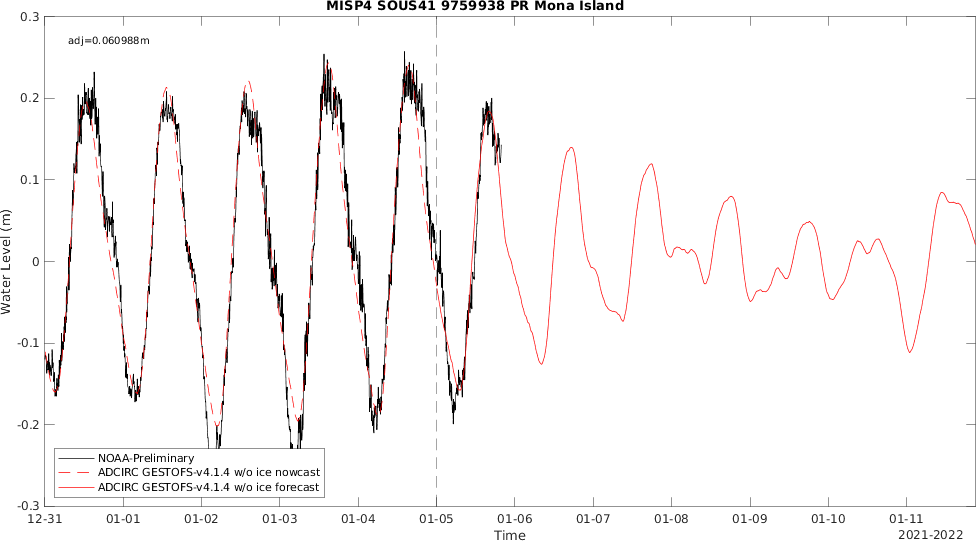 MISP4 SOUS41 9759938 PR Mona Island
adj=0.060988m
0.3
0.2
0.1
0
-0.1
-0.2
-0.3
Water Level (m)
NOAA-Preliminary
ADCIRC GESTOFS-v4.1.4 w/o ice nowcast
ADCIRC GESTOFS-v4.1.4 w/o ice forecast
12-31 01-01 01-02 01-03 01-04 01-05 01-06 01-07 01-08 01-09 01-10 01-11
Time
2021-2022